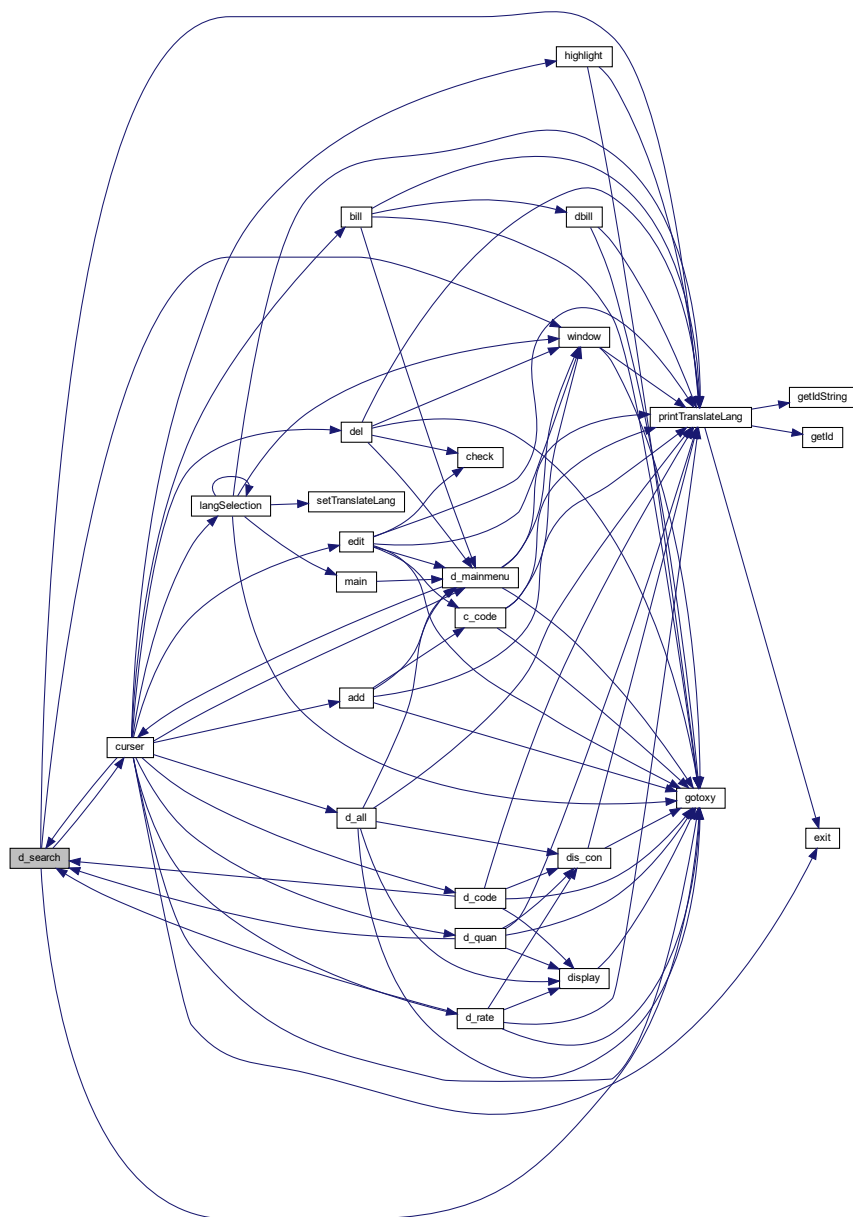 highlight
bill
dbill
window
getIdString
printTranslateLang
getId
del
check
langSelection
setTranslateLang
edit
d_mainmenu
main
c_code
add
curser
gotoxy
d_all
exit
d_search
dis_con
d_code
d_quan
display
d_rate